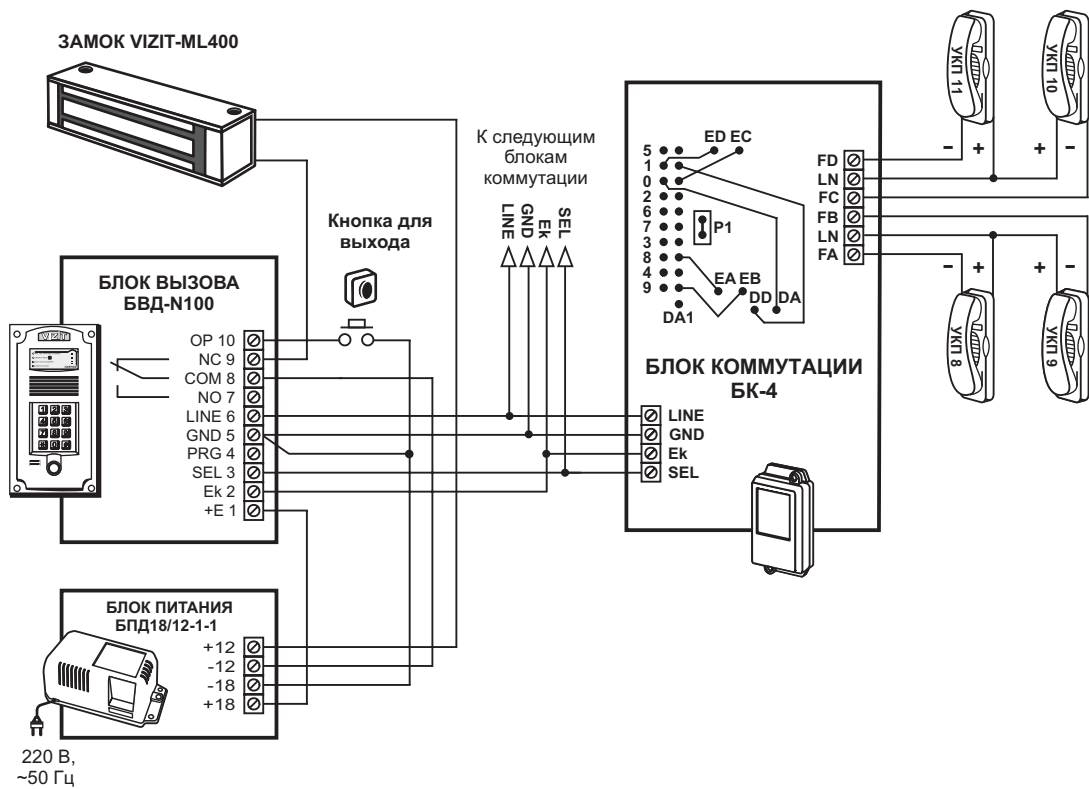 ЗАМОК VIZIT-ML400
К следующим
блокам
коммутации
LINE
GND
Ek
SEL
Кнопка для
выхода
БЛОК ВЫЗОВА
БВД-N100
VIZIT
OP 10
NC 9
COM 8
NO 7
LINE 6
GND 5
PRG 4
SEL 3
Ek 2
+E 1
БЛОК ПИТАНИЯ
БПД18/12-1-1
+12
-12
-18
+18
220 В,
~50 Гц
5
1
0
2
6
7
3
8
4
9
ED EC
P1
EA EB
DD DA
DA1
БЛОК КОММУТАЦИИ
БК-4
LINE
GND
Ek
SEL
FD
LN
FC
FB
LN
FA
УКП 11
УКП 10
- + + -
- + + -
УКП 8
УКП 9